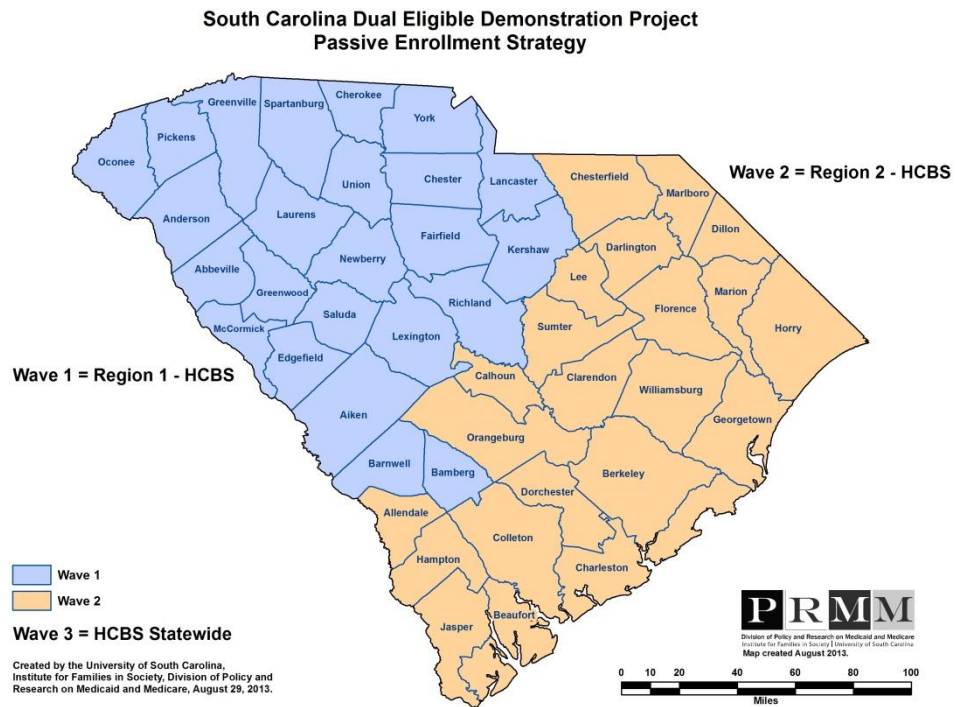 South Carolina Dual Eligible Demonstration Project
Passive Enrollment Strategy
Cherokee
Greenville
Spartanburg
York
Pickens
Oconee
Union
Chester
Lancaster
Chesterfield
Marlboro
Wave 2 = Region 2 - HCBS
Anderson
Laurens
Fairfield
Kershaw
Darlington
Dillon
Abbeville
Newberry
Lee
Greenwood
Saluda
Richland
Florence
Marion
McCormick
Lexington
Sumter
Horry
Edgefield
Wave 1 = Region 1 - HCBS
Calhoun
Clarendon
Williamsburg
Aiken
Georgetown
Orangeburg
Barnwell
Bamberg
Berkeley
Dorchester
Allendale
Colleton
Hampton
Charleston
Beaufort
Jasper
Wave 1
Wave 2
Wave 3 = HCBS Statewide
Created by the University of South Carolina,
Institute for Families in Society, Division of Policy and
Research on Medicaid and Medicare, August 29, 2013.
PRMM
Division of Policy and Research on Medicaid and Medicare
Institute for Families in Society | University of South Carolina
Map created August 2013.
0 10 20 40 60 80 100
Miles